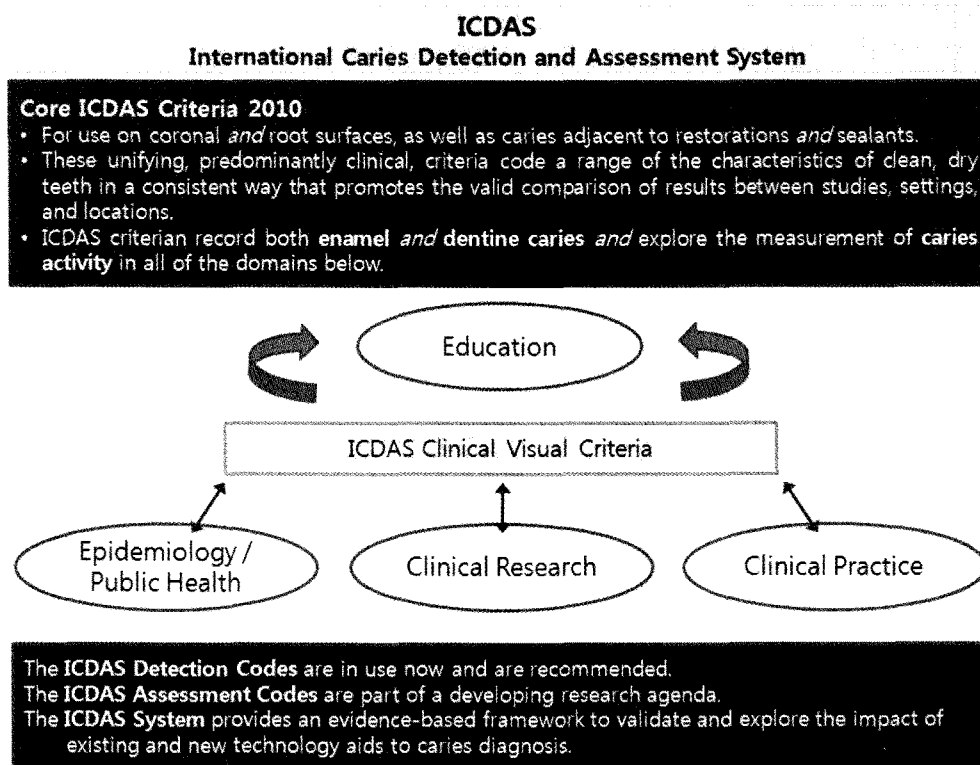 ICDAS
International Caries Detection and Assessment System
Core ICDAS Criteria 2010
• For use on coronal and root surfaces, as well as caries adjacent to restorations and sealants.
• These unifying, predominantly clinical, criteria code a range of the characteristics of clean, dry
teeth in a consistent way that promotes the valid comparison of results between studies, settings,
and locations.
• ICDAS criterian record both enamel and dentine caries and explore the measurement of caries
activity in all of the domains below.
Education
ICDAS Clinical Visual Criteria
Epidemiology /
Public Health
Clinical Research
Clinical Practice
The ICDAS Detection Codes are in use now and are recommended.
The ICDAS Assessment Codes are part of a developing research agenda.
The ICDAS System provides an evidence-based framework to validate and explore the impact of
existing and new technology aids to caries diagnosis.